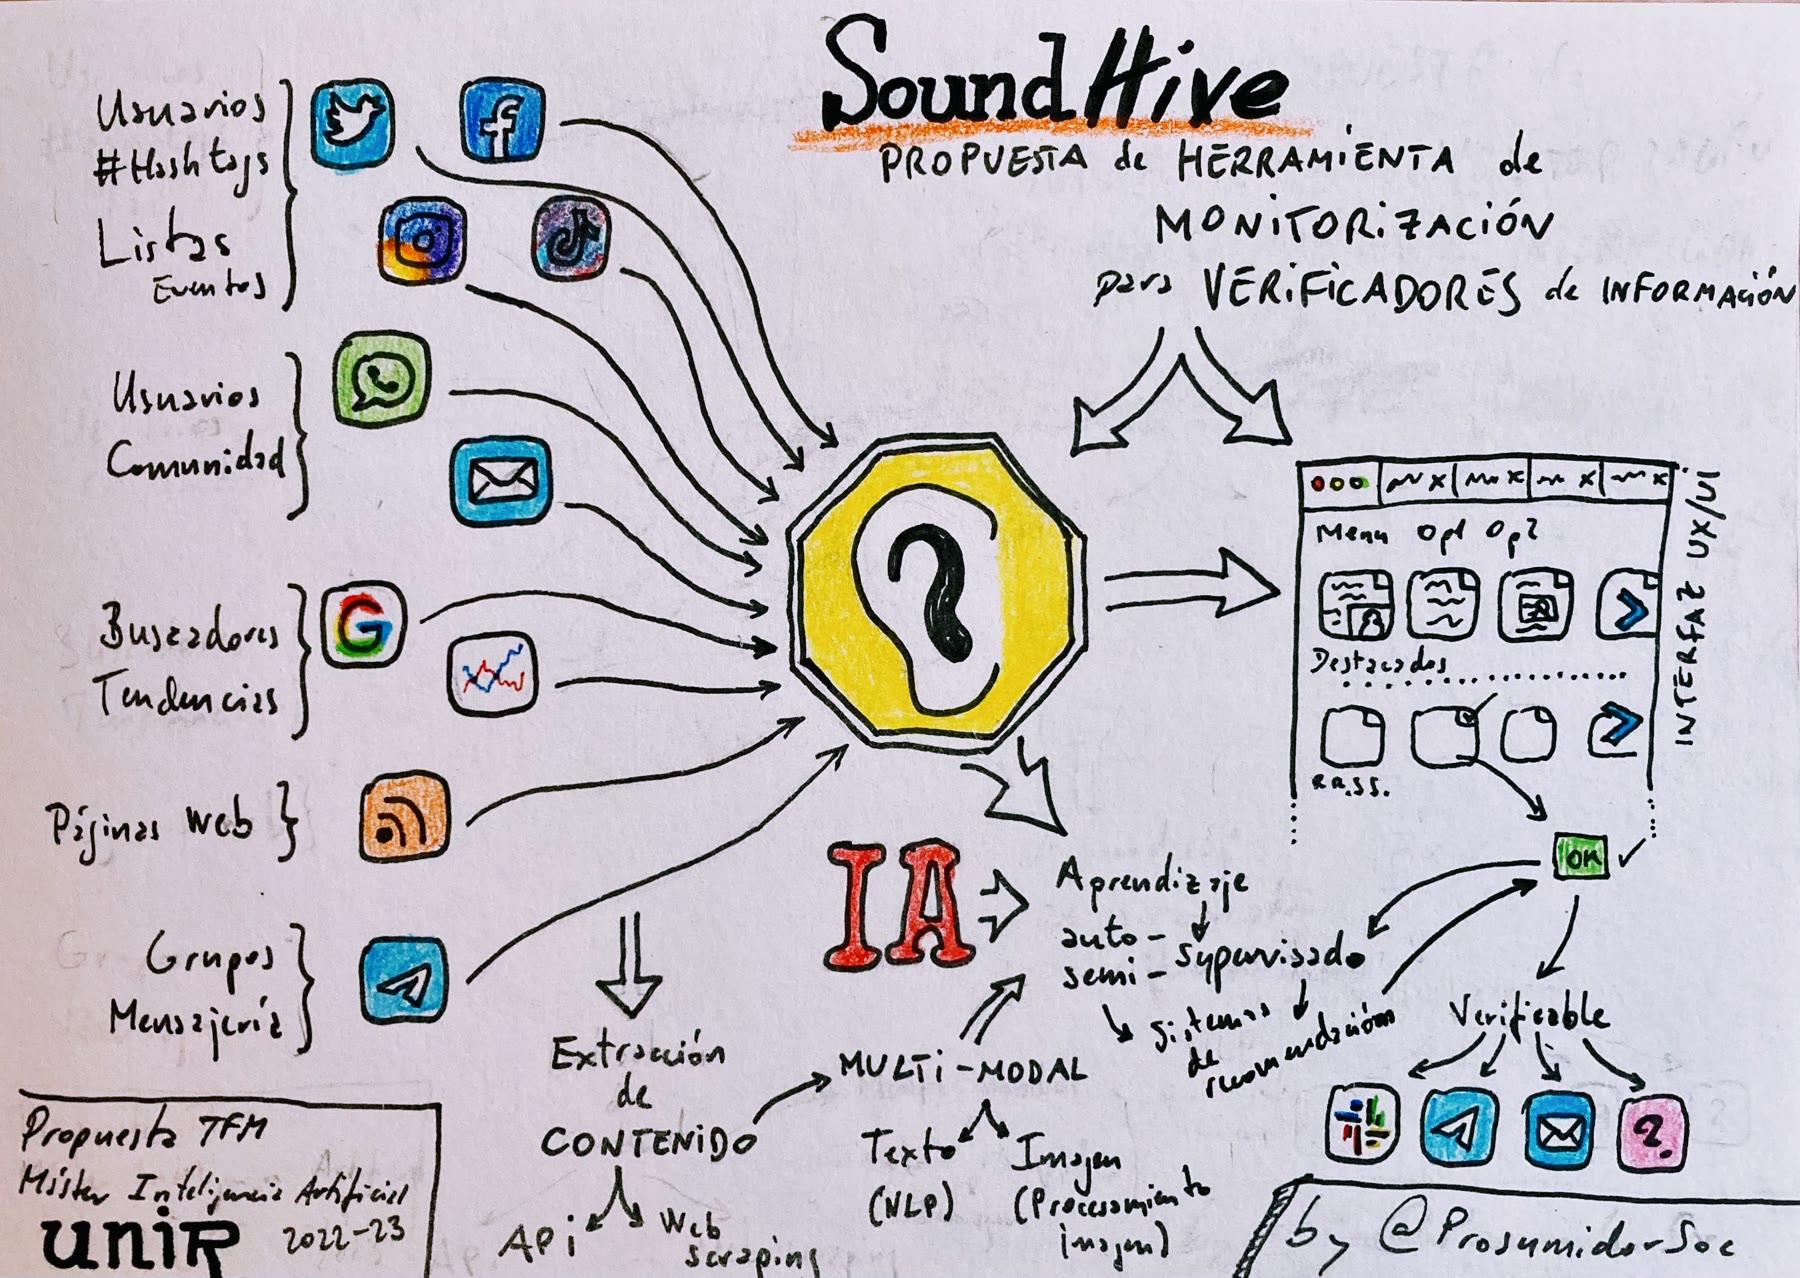 SoundHive
PROPUESTA de HERRAMIENTA de
MONITORIZACIÓN
para VERIFICADORES de INFORMACIÓN
Usuarios
#Hashtags
Listas
Eventos
Usuarios
Comunidad
Buscadores
Tendencias
Páginas Web
Grupos
Mensajería
Menu Op1 Op2
Destacados
RR.SS.
INTERFAZ UX/UI
OK
IA
Aprendizaje
auto-
semi- supervisado
sistemas
de
recomendación
Verificable
?
Extracción
de
CONTENIDO
API
Web
scraping
MULTI-MODAL
Texto
(NLP)
Imagen
(Procesamiento
imagen)
Propuesta TFM
Máster Inteligencia Artificial
unir 2022-23
by @ProsumidorSoc